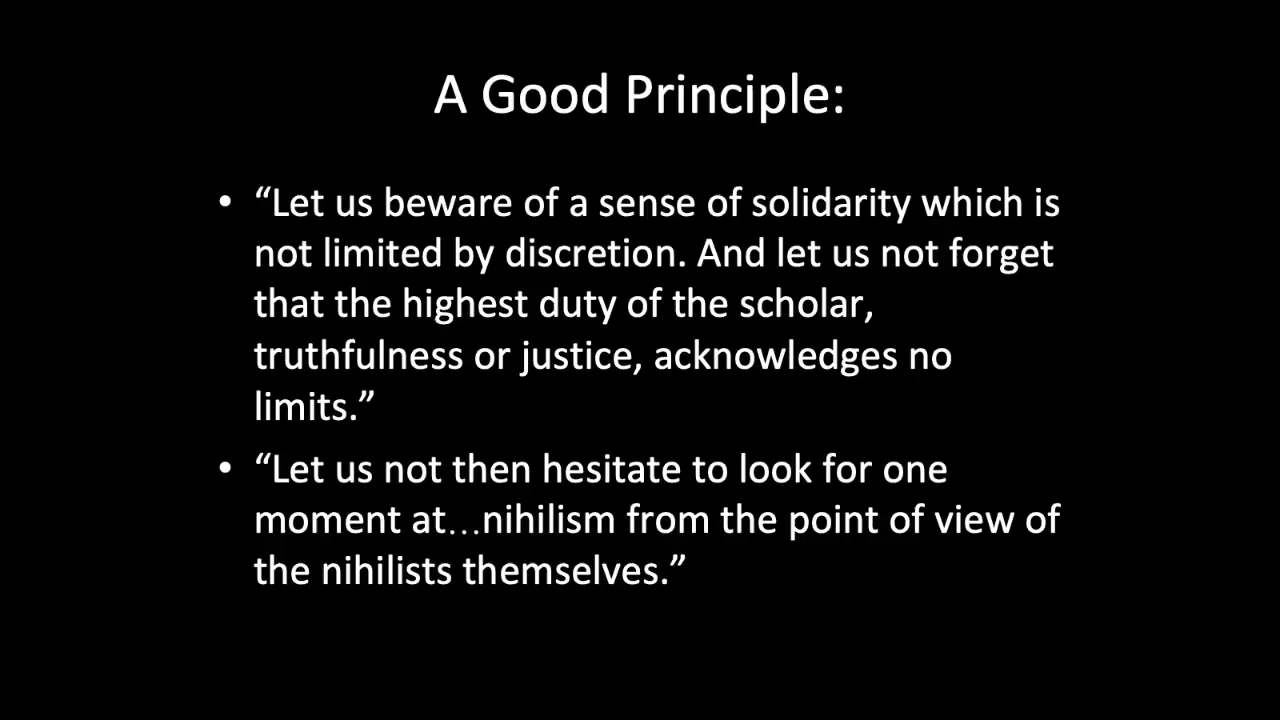 A Good Principle:
• “Let us beware of a sense of solidarity which is
not limited by discretion. And let us not forget
that the highest duty of the scholar,
truthfulness or justice, acknowledges no
limits.”
• “Let us not then hesitate to look for one
moment at…nihilism from the point of view of
the nihilists themselves.”